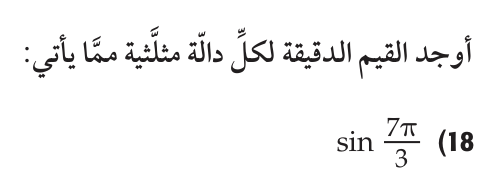 أوجد القيم الدقيقة لكلِّ دالّة مثلَّثية ممَّا يأتي:
18) sin 7π/3